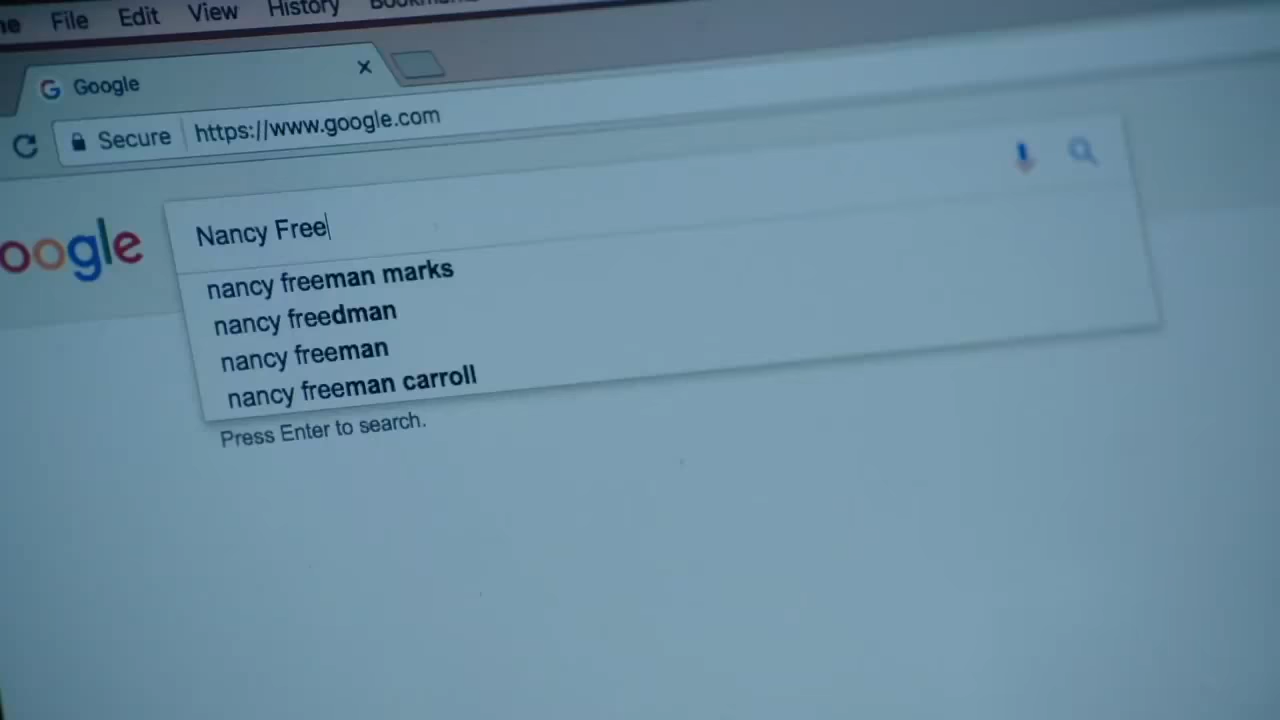 File Edit View History
Google
Secure https://www.google.com
oogle
Nancy Free
nancy freeman marks
nancy freedman
nancy freeman
nancy freeman carroll
Press Enter to search.